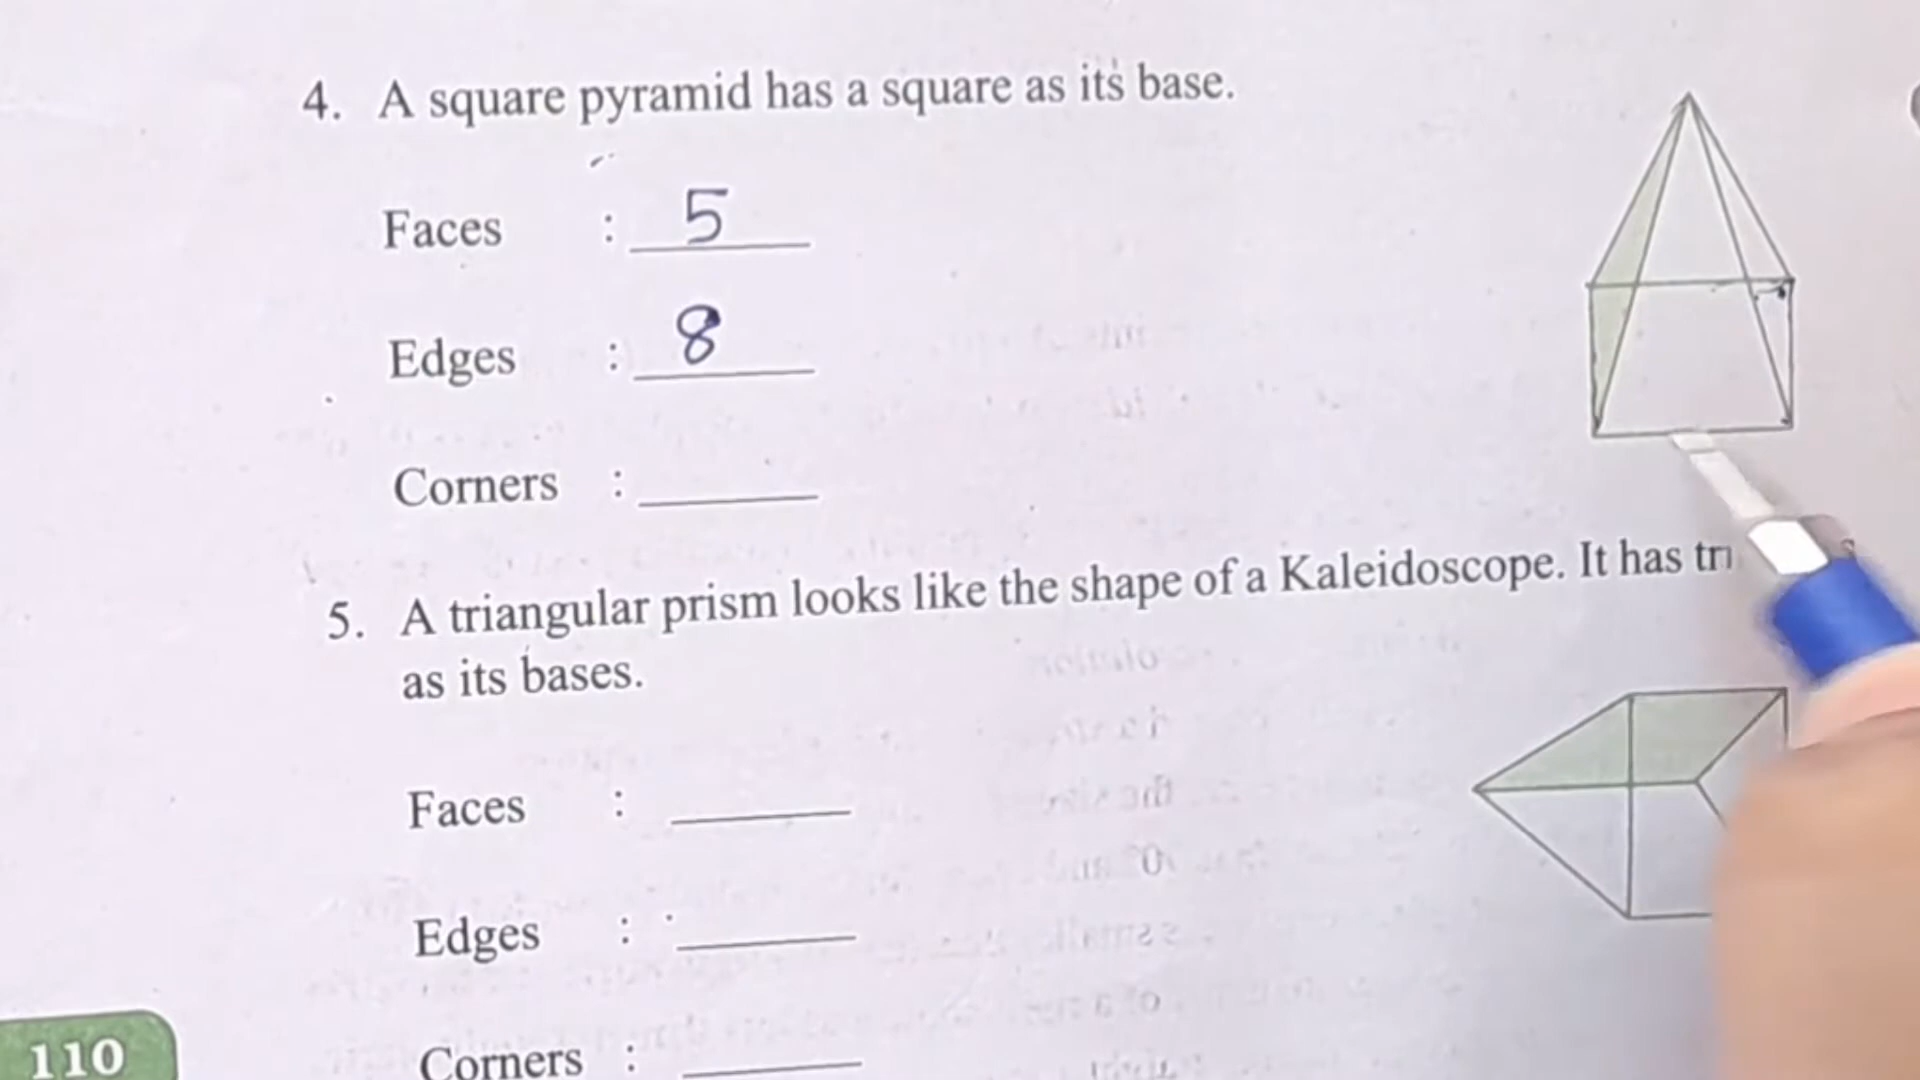 4. A square pyramid has a square as its base.
Faces : 5
Edges : 8
Corners :
5. A triangular prism looks like the shape of a Kaleidoscope. It has
as its bases.
Faces :
Edges :
Corners :
110